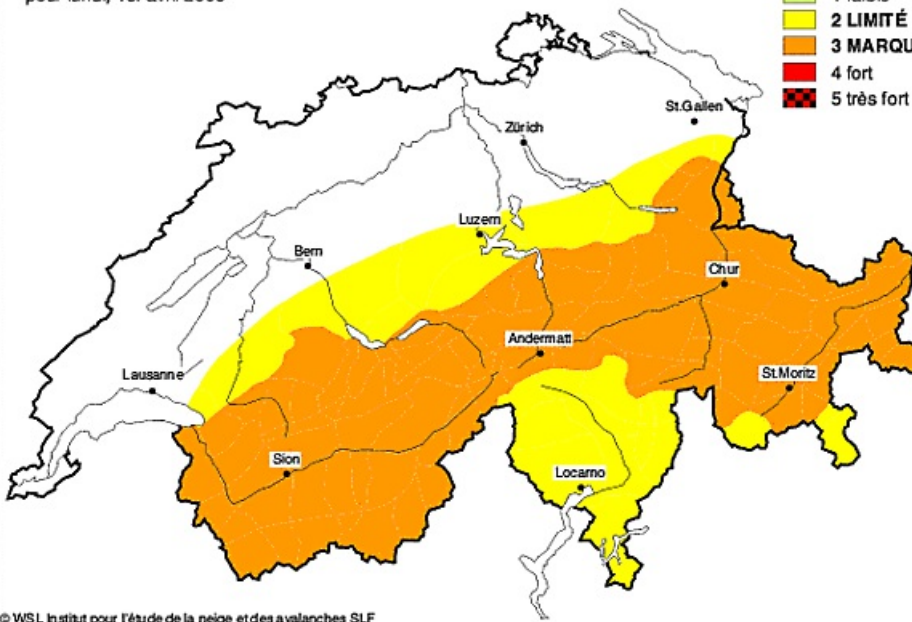 2 LIMITÉ
4 fort
5 très fort
St.Gallen
Zürich
Luzern
Bern
Chur
Andermatt
Lausanne
St.Moritz
Sion
Locarno
© WSL Institut pour l'étude de la neige et des avalanches SLF